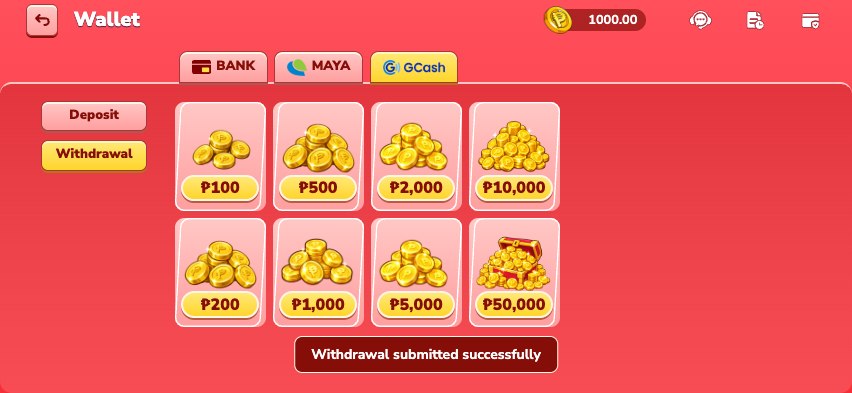 Wallet
1000.00
BANK
MAYA
GCash
Deposit
Withdrawal
₱100
₱500
₱2,000
₱10,000
₱200
₱1,000
₱5,000
₱50,000
Withdrawal submitted successfully